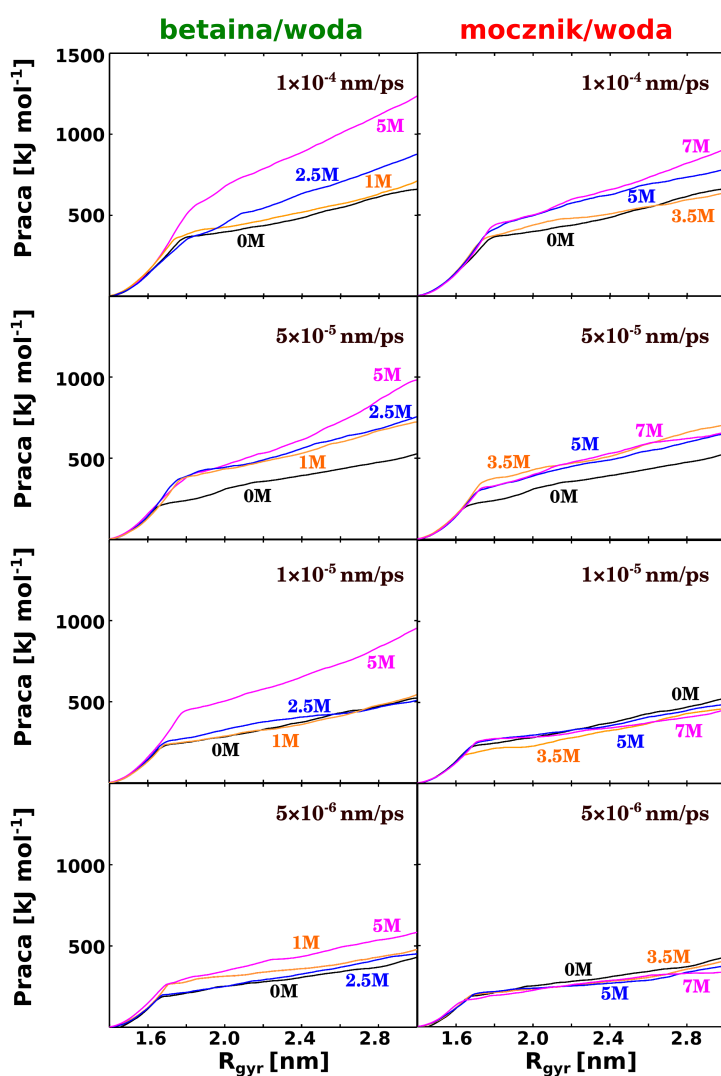 betaina/woda mocznik/woda
1500
1×10⁻⁴ nm/ps 1×10⁻⁴ nm/ps
Praca [kJ mol⁻¹]
1000
500
5M
2.5M
1M
0M
7M
5M
3.5M
0M
5×10⁻⁵ nm/ps 5×10⁻⁵ nm/ps
Praca [kJ mol⁻¹]
1000
500
5M
2.5M
1M
0M
7M
5M
3.5M
0M
1×10⁻⁵ nm/ps 1×10⁻⁵ nm/ps
Praca [kJ mol⁻¹]
1000
500
5M
2.5M
1M
0M
0M
7M
5M
3.5M
5×10⁻⁶ nm/ps 5×10⁻⁶ nm/ps
Praca [kJ mol⁻¹]
1000
500
5M
1M
0M
2.5M
3.5M
0M
7M
5M
1.6 2.0 2.4 2.8 1.6 2.0 2.4 2.8
Rgyr [nm] Rgyr [nm]